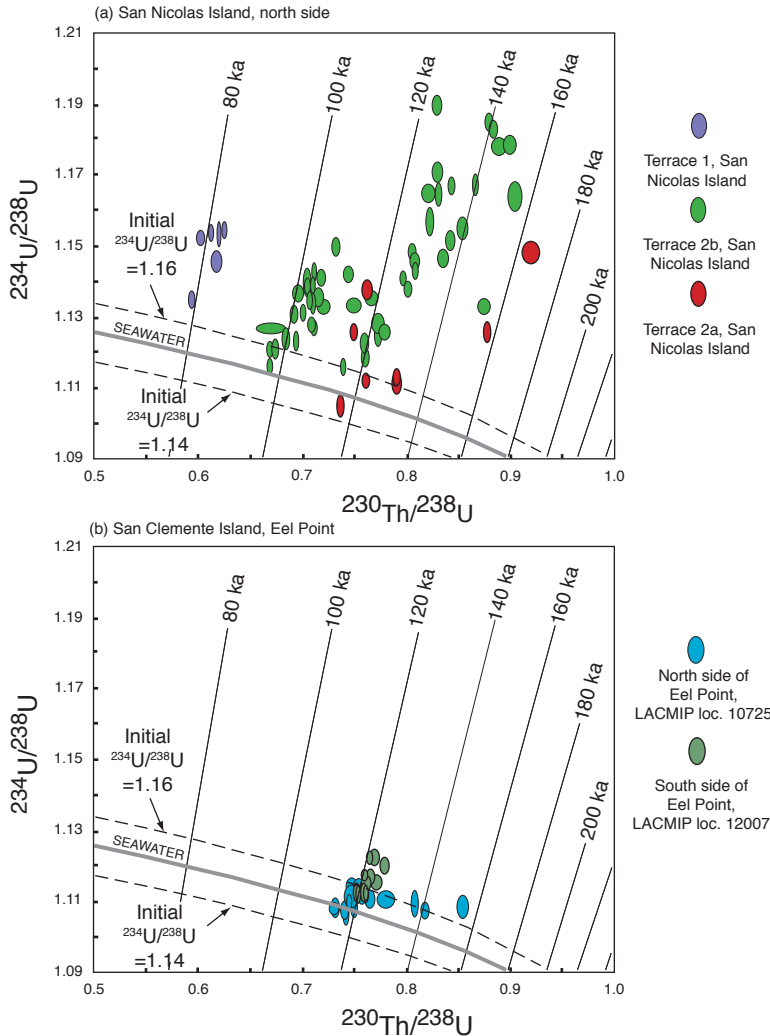 (a) San Nicolas Island, north side
1.21
1.19
1.17
1.15
1.13
1.11
1.09
234U/238U
80 ka
100 ka
120 ka
140 ka
160 ka
180 ka
200 ka
Initial
234U/238U
=1.16
SEAWATER
Initial
234U/238U
=1.14
0.5
0.6
0.7
0.8
0.9
1.0
230Th/238U
Terrace 1, San
Nicolas Island
Terrace 2b, San
Nicolas Island
Terrace 2a, San
Nicolas Island
(b) San Clemente Island, Eel Point
1.21
1.19
1.17
1.15
1.13
1.11
1.09
234U/238U
80 ka
100 ka
120 ka
140 ka
160 ka
180 ka
200 ka
Initial
234U/238U
=1.16
SEAWATER
Initial
234U/238U
=1.14
0.5
0.6
0.7
0.8
0.9
1.0
230Th/238U
North side of
Eel Point,
LACMIP loc. 10725
South side of
Eel Point,
LACMIP loc. 12007